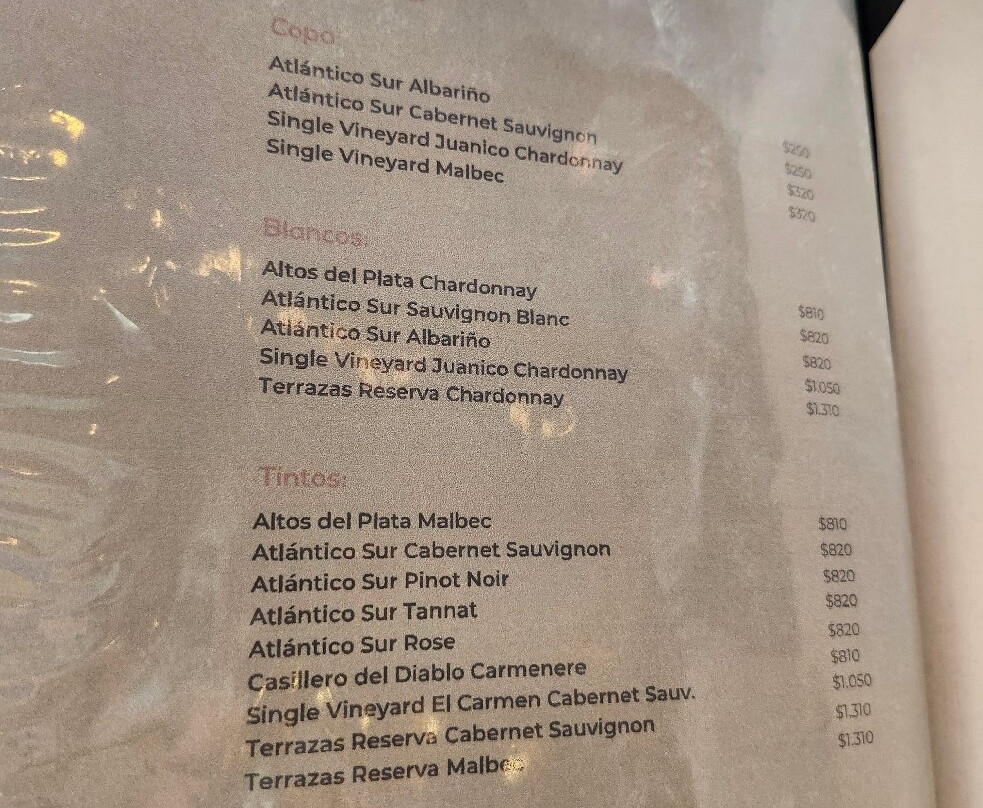 Copa:
Atlántico Sur Albariño $250
Atlántico Sur Cabernet Sauvignon $250
Single Vineyard Juanico Chardonnay $320
Single Vineyard Malbec $320
Blancos:
Altos del Plata Chardonnay $810
Atlántico Sur Sauvignon Blanc $820
Atlántico Sur Albariño $820
Single Vineyard Juanico Chardonnay $1.050
Terrazas Reserva Chardonnay $1.310
Tintos:
Altos del Plata Malbec $810
Atlántico Sur Cabernet Sauvignon $820
Atlántico Sur Pinot Noir $820
Atlántico Sur Tannat $820
Atlántico Sur Rose $820
Casillero del Diablo Carmenere $810
Single Vineyard El Carmen Cabernet Sauv. $1.050
Terrazas Reserva Cabernet Sauvignon $1.310
Terrazas Reserva Malbec $1.310